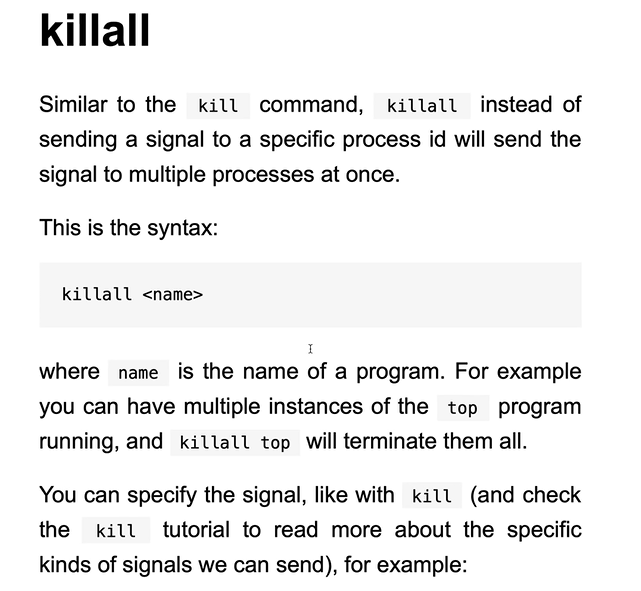 killall
Similar to the kill command, killall instead of
sending a signal to a specific process id will send the
signal to multiple processes at once.
This is the syntax:
killall <name>
where name is the name of a program. For example
you can have multiple instances of the top program
running, and killall top will terminate them all.
You can specify the signal, like with kill (and check
the kill tutorial to read more about the specific
kinds of signals we can send), for example: